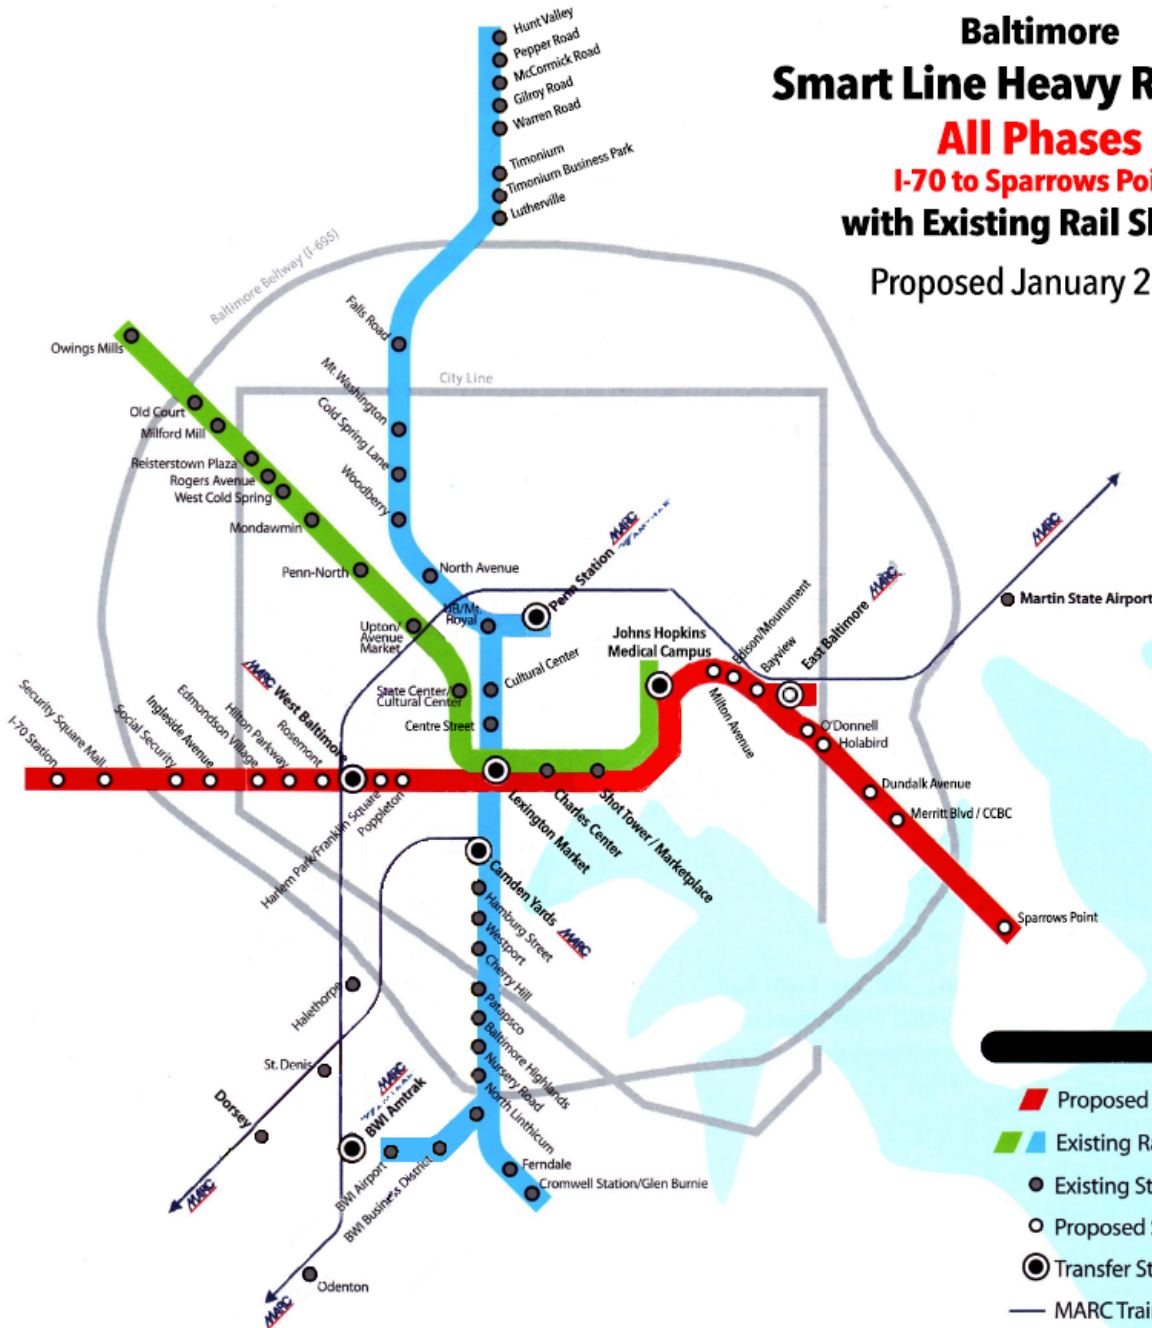 Baltimore
Smart Line Heavy R
All Phases
I-70 to Sparrows Poi
with Existing Rail S
Proposed January 2
Hunt Valley
Pepper Road
McCormick Road
Gilroy Road
Warren Road
Timonium
Timonium Business Park
Lutherville
Baltimore Beltway (I-695)
Falls Road
Owings Mills
City Line
Mt. Washington
Old Court
Cold Spring Lane
Milford Mill
Reisterstown Plaza
Rogers Avenue
West Cold Spring
Woodberry
Mondawmin
MARC
AMTRAK
Penn Station
MARC
North Avenue
Penn-North
MARC
East Baltimore
Martin State Airport
UB/Mt.
Royal
Upton/
Avenue
Market
Johns Hopkins
Medical Campus
Edison/Mounument
Bayview
MARC West Baltimore
State Center/
Cultural Center
Cultural Center
Centre Street
Milton Avenue
O'Donnell
Holabird
I-70 Station
Security Square Mall
Social Security
Ingleside Avenue
Edmondson Village
Hilton Parkway
Rosemont
Harlem Park/Franklin Square
Poppleton
Lexington Market
Charles Center
Shot Tower / Marketplace
Dundalk Avenue
Merritt Blvd / CCBC
Sparrows Point
Camden Yards
MARC
Hamburg Street
Westport
Cherry Hill
Patapsco
Baltimore Highlands
Nursery Road
North Linthicum
Halethorpe
St. Denis
Dorsey
MARC
MARC
AMTRAK
BWI Amtrak
BWI Airport
BWI Business District
Ferndale
Cromwell Station/Glen Burnie
Odenton
MARC
Proposed
Existing Ra
Existing St
Proposed S
Transfer St
MARC Trai